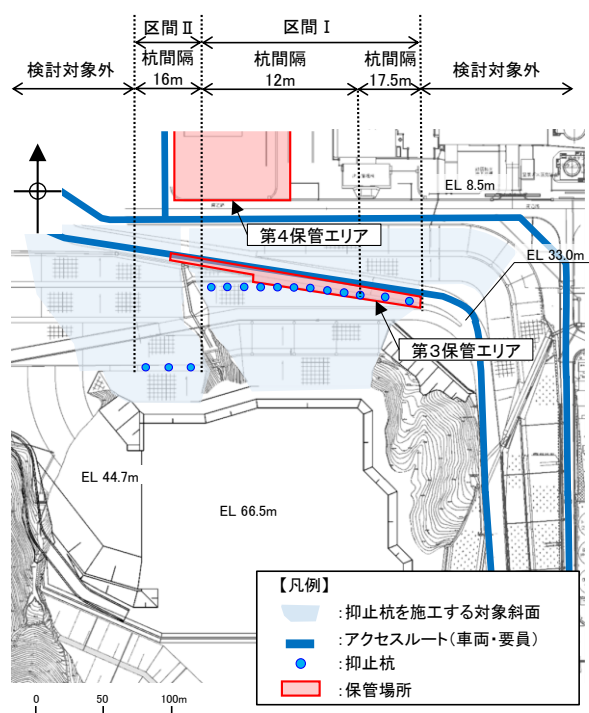 区間Ⅱ 区間Ⅰ
検討対象外 杭間隔 16m 杭間隔 12m 杭間隔 17.5m 検討対象外
EL 8.5m
第4保管エリア
EL 33.0m
第3保管エリア
EL 44.7m
EL 66.5m
【凡例】
:抑止杭を施工する対象斜面
:アクセスルート(車両・要員)
:抑止杭
:保管場所
0 50 100m